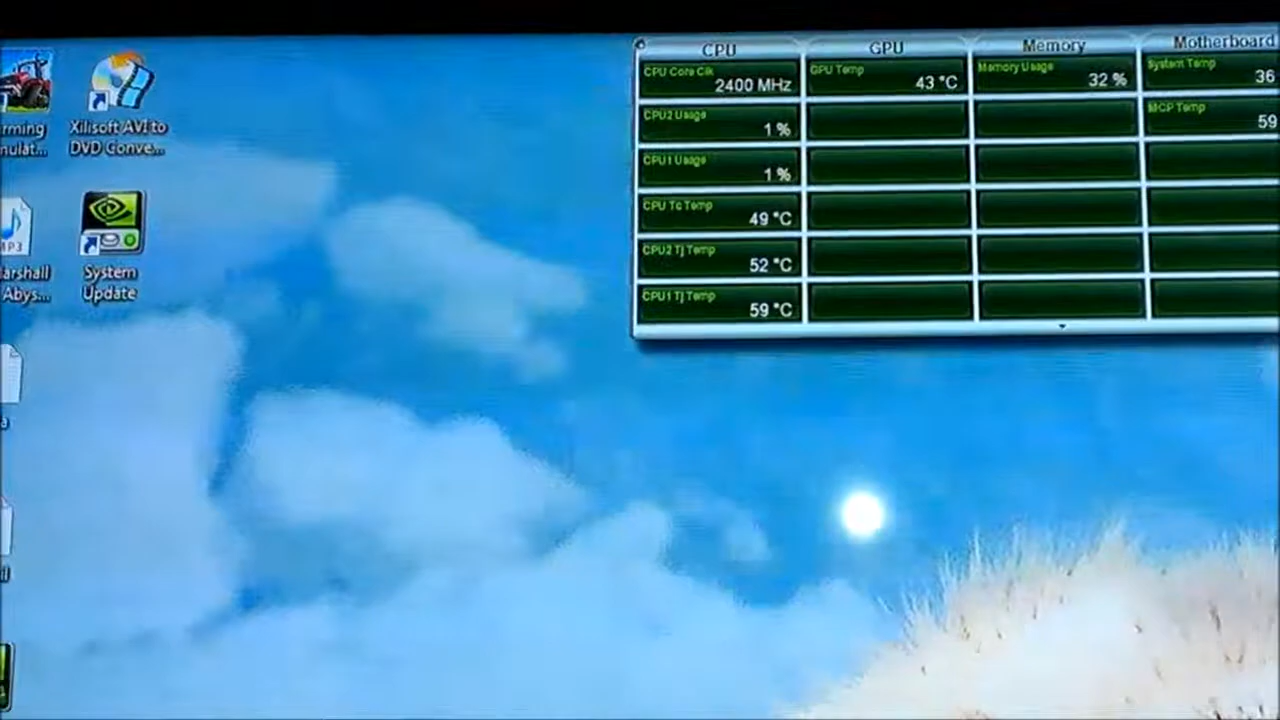 CPU
GPU
Memory
Motherboard
CPU Core Clk
2400 MHz
GPU Temp
43 °C
Memory Usage
32 %
System Temp
36
CPU2 Usage
1 %
MCP Temp
59
CPU1 Usage
1 %
CPU Tc Temp
49 °C
CPU2 Tj Temp
52 °C
CPU1 Tj Temp
59 °C
rming
nulat...
Xilisoft AVI to
DVD Conve...
MP3
arshall
Abys...
System
Update